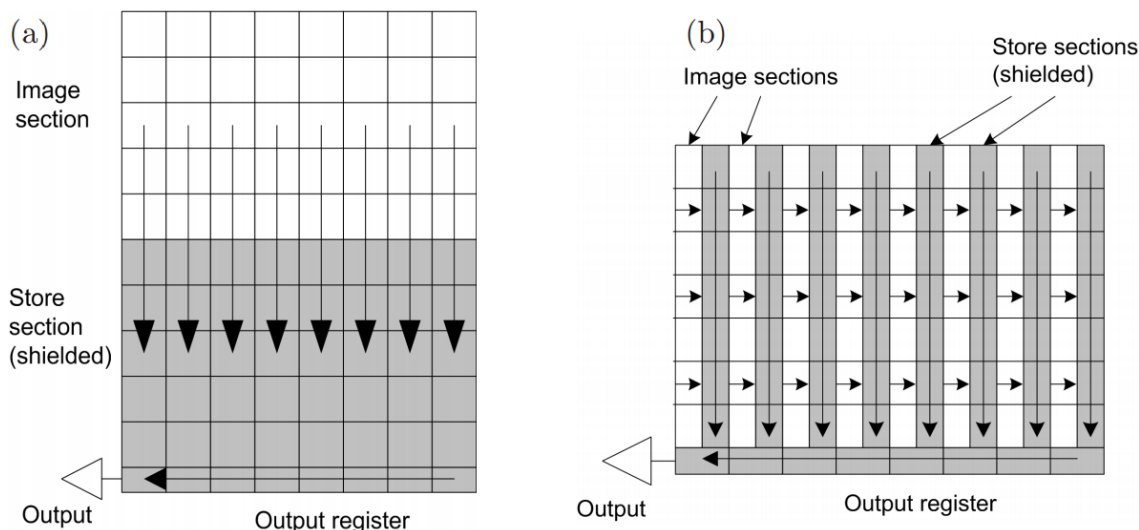 (a)
Image
section
Store
section
(shielded)
Output
Output register
(b)
Image sections
Store sections
(shielded)
Output
Output register